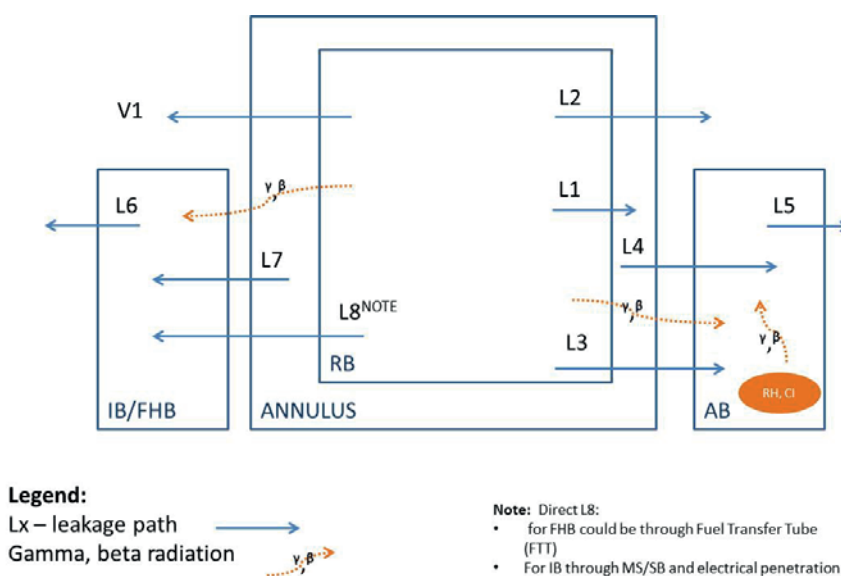 V1
L2
γ, β
L6
L1
L5
L7
L4
L8NOTE
γ, β
L3
γ, β
RB
RH, CI
IB/FHB
ANNULUS
AB
Legend:
Lx – leakage path
Gamma, beta radiation
γ, β
Note: Direct L8:
• for FHB could be through Fuel Transfer Tube
(FTT)
• For IB through MS/SB and electrical penetration